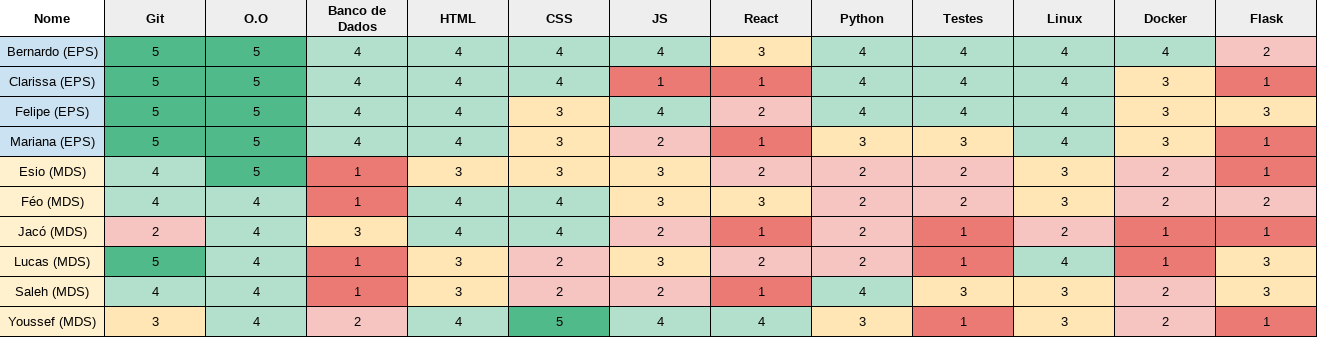 Nome Git O.O Banco de Dados HTML CSS JS React Python Testes Linux Docker Flask
Bernardo (EPS) 5 5 4 4 4 4 3 4 4 4 4 2
Clarissa (EPS) 5 5 4 4 4 1 1 4 4 4 3 1
Felipe (EPS) 5 5 4 4 3 4 2 4 4 4 3 3
Mariana (EPS) 5 5 4 4 3 2 1 3 3 4 3 1
Esio (MDS) 4 5 1 3 3 3 2 2 2 3 2 1
Féo (MDS) 4 4 1 4 4 3 3 2 2 3 2 2
Jacó (MDS) 2 4 3 4 4 2 1 2 1 2 1 1
Lucas (MDS) 5 4 1 3 2 3 2 2 1 4 1 3
Saleh (MDS) 4 4 1 3 2 2 1 4 3 3 2 3
Youssef (MDS) 3 4 2 4 5 4 4 3 1 3 2 1